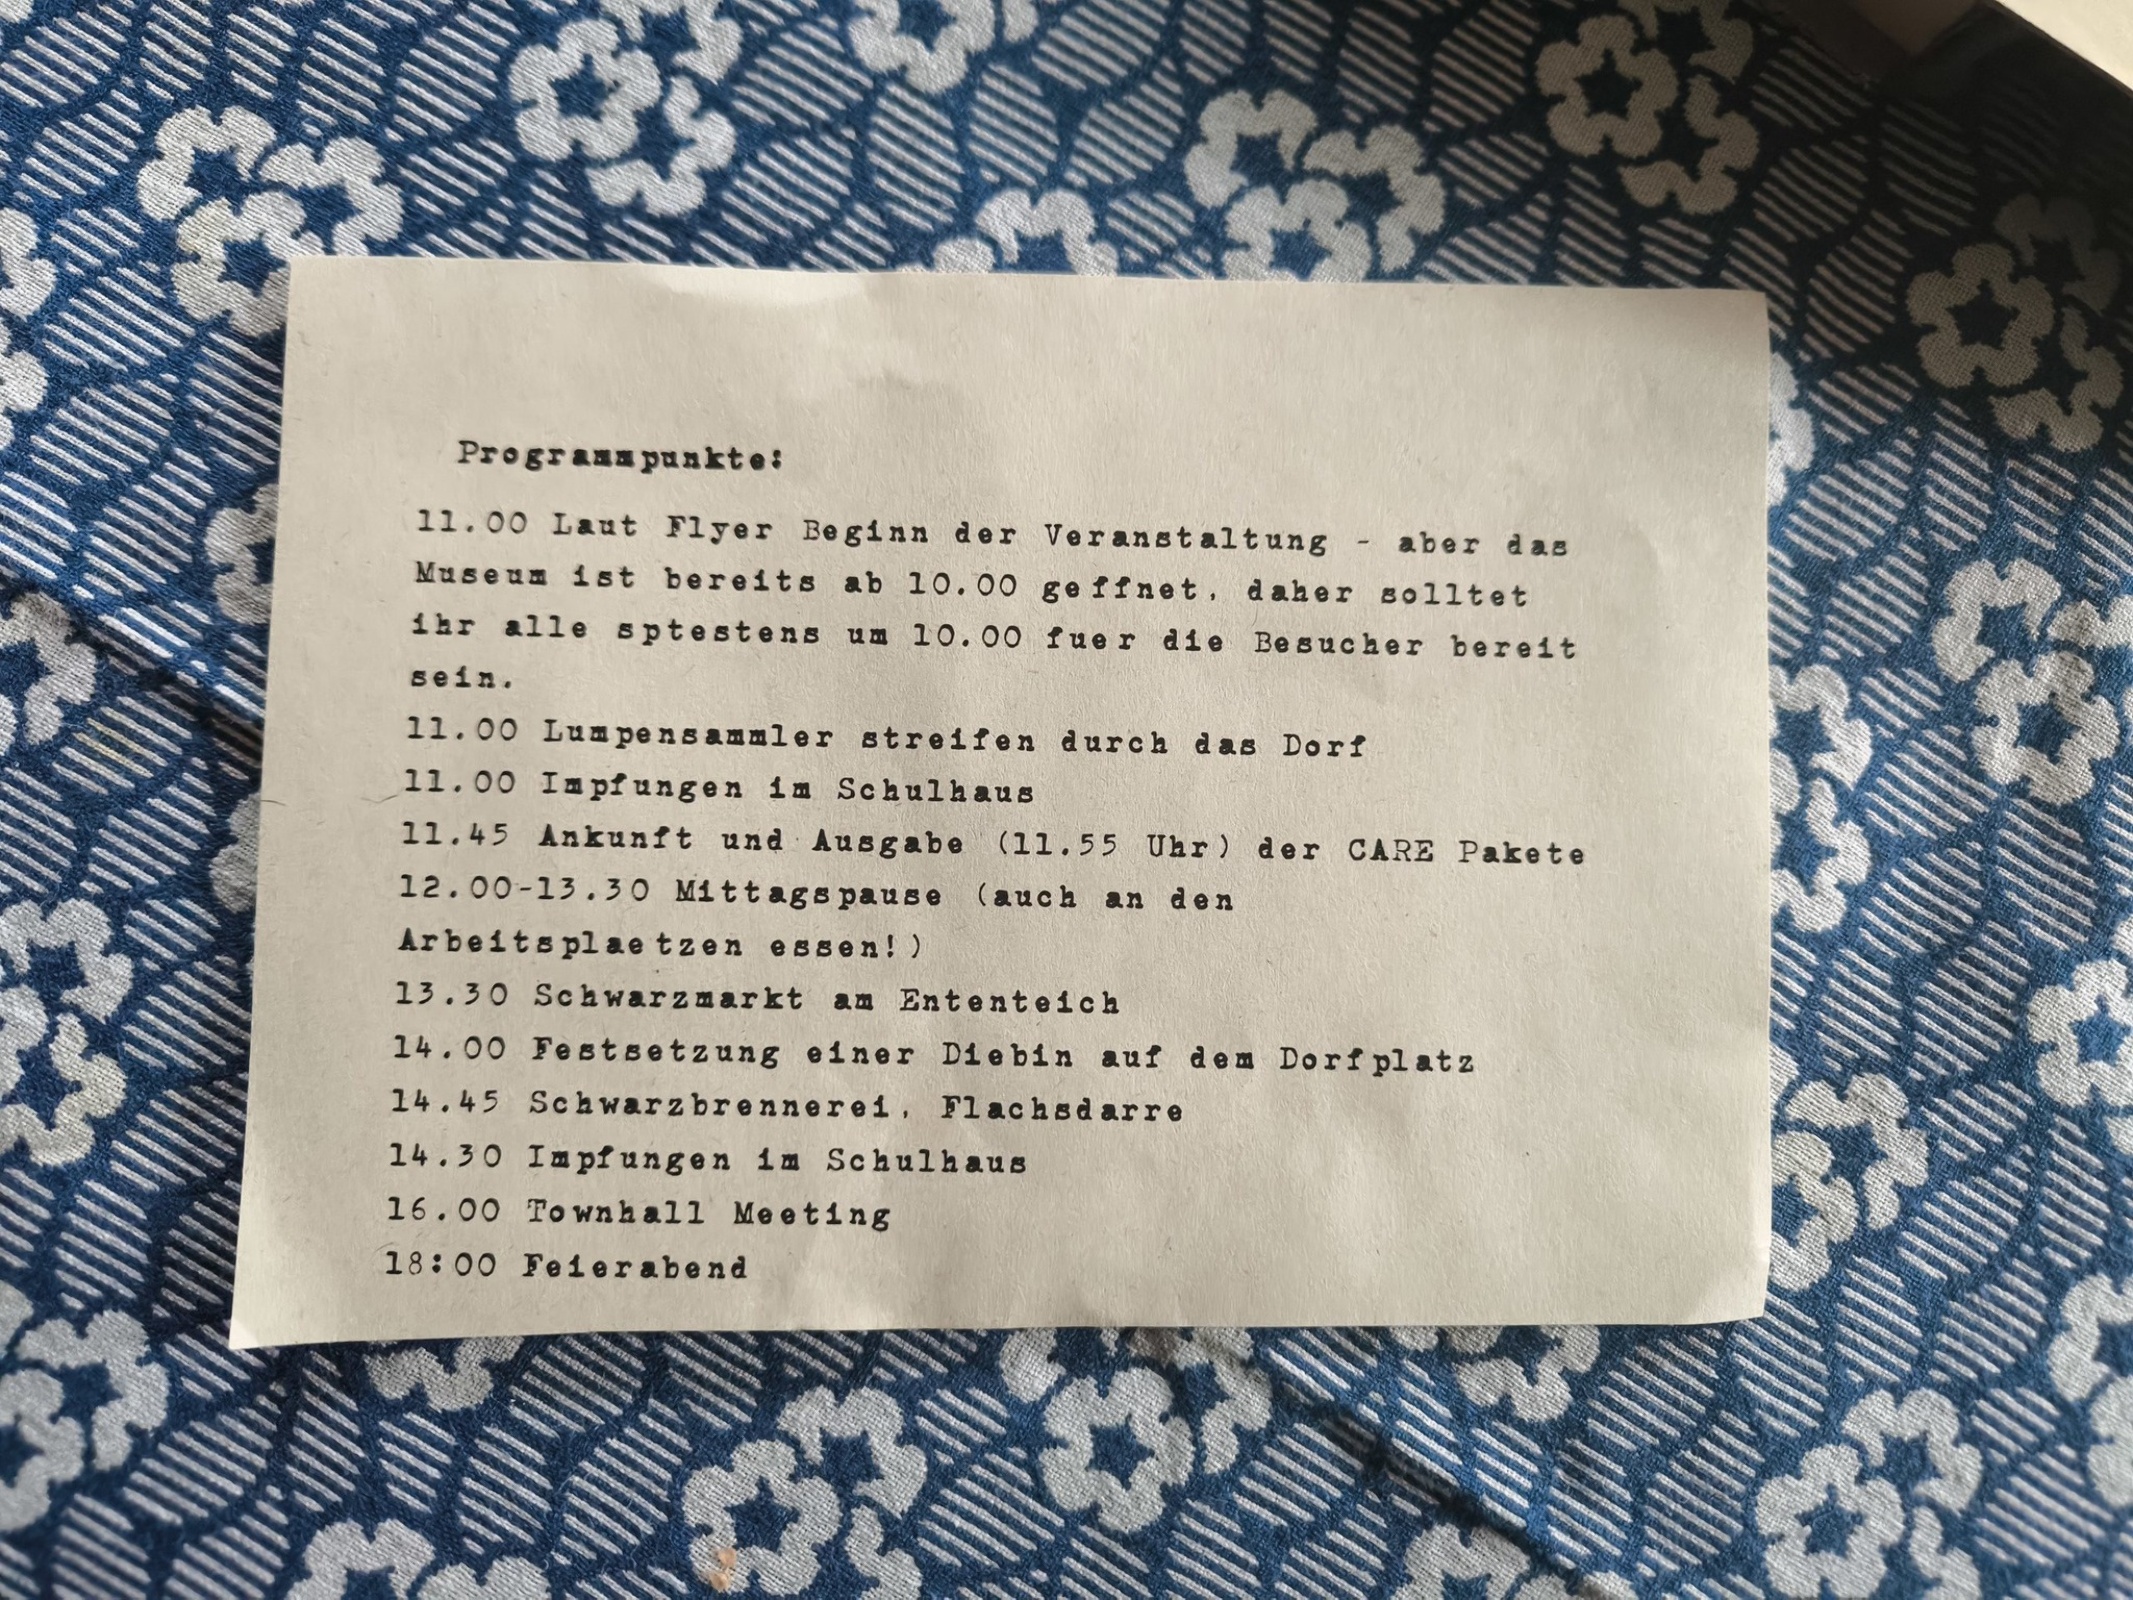 Programmpunkte:
11.00 Laut Flyer Beginn der Veranstaltung - aber das
Museum ist bereits ab 10.00 geffnet, daher solltet
ihr alle sptestens um 10.00 fuer die Besucher bereit
sein.
11.00 Lumpensammler streifen durch das Dorf
11.00 Impfungen im Schulhaus
11.45 Ankunft und Ausgabe (11.55 Uhr) der CARE Pakete
12.00-13.30 Mittagspause (auch an den
Arbeitsplaetzen essen!)
13.30 Schwarzmarkt am Ententeich
14.00 Festsetzung einer Diebin auf dem Dorfplatz
14.45 Schwarzbrennerei, Flachsdarre
14.30 Impfungen im Schulhaus
16.00 Townhall Meeting
18:00 Feierabend